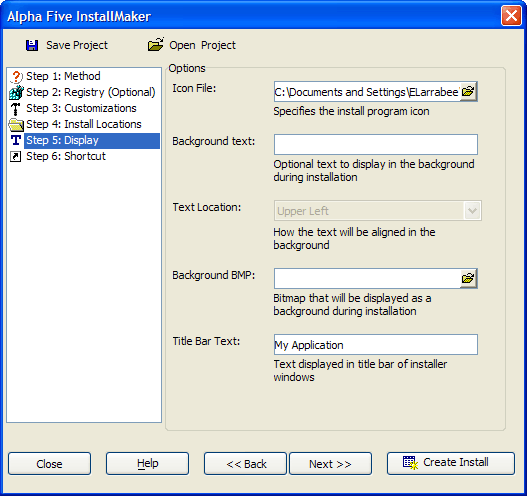 Alpha Five InstallMaker
Save Project
Open Project
Step 1: Method
Step 2: Registry (Optional)
Step 3: Customizations
Step 4: Install Locations
Step 5: Display
Step 6: Shortcut
Options
Icon File:
C:\Documents and Settings\ELarrabee
Specifies the install program icon
Background text:
Optional text to display in the background
during installation
Text Location:
Upper Left
How the text will be aligned in the
background
Background BMP:
Bitmap that will be displayed as a
background during installation
Title Bar Text:
My Application
Text displayed in title bar of installer
windows
Close
Help
<< Back
Next >>
Create Install